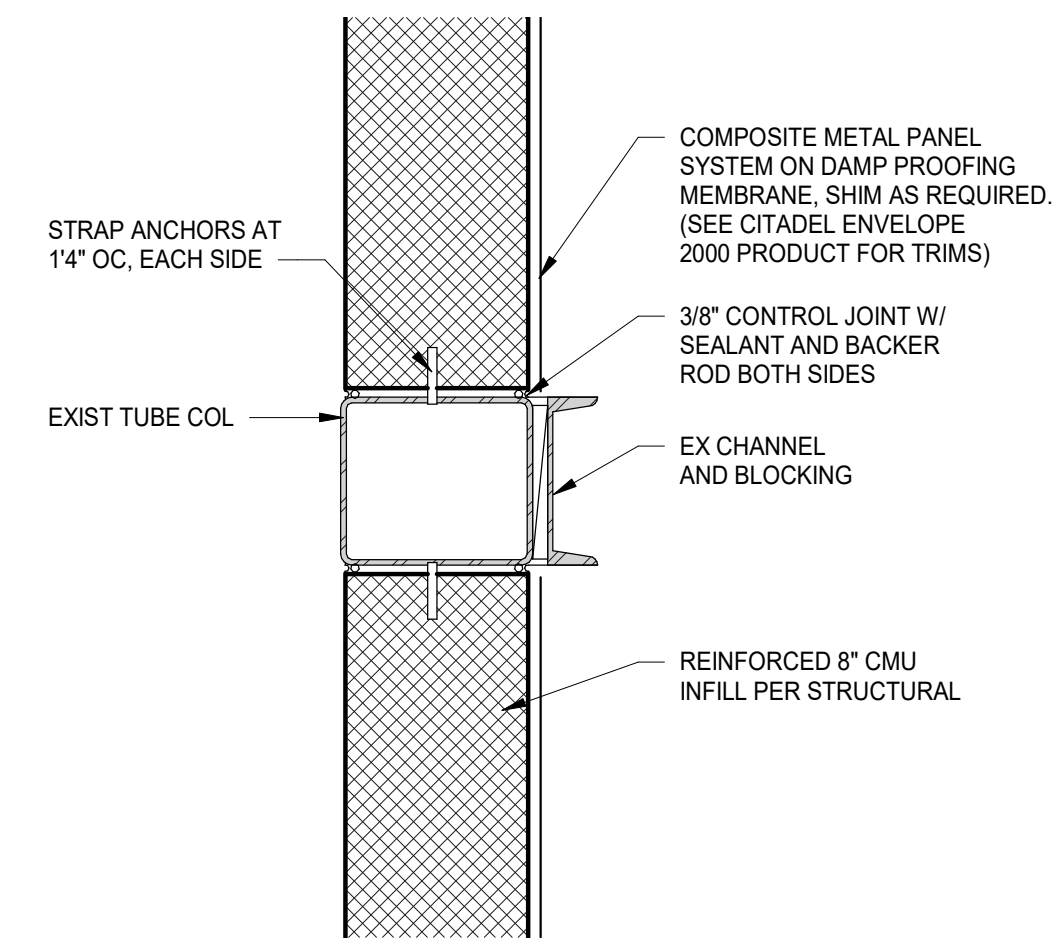 COMPOSITE METAL PANEL
SYSTEM ON DAMP PROOFING
MEMBRANE, SHIM AS REQUIRED.
(SEE CITADEL ENVELOPE
2000 PRODUCT FOR TRIMS)
STRAP ANCHORS AT
1'4" OC, EACH SIDE
3/8" CONTROL JOINT W/
SEALANT AND BACKER
ROD BOTH SIDES
EXIST TUBE COL
EX CHANNEL
AND BLOCKING
REINFORCED 8" CMU
INFILL PER STRUCTURAL